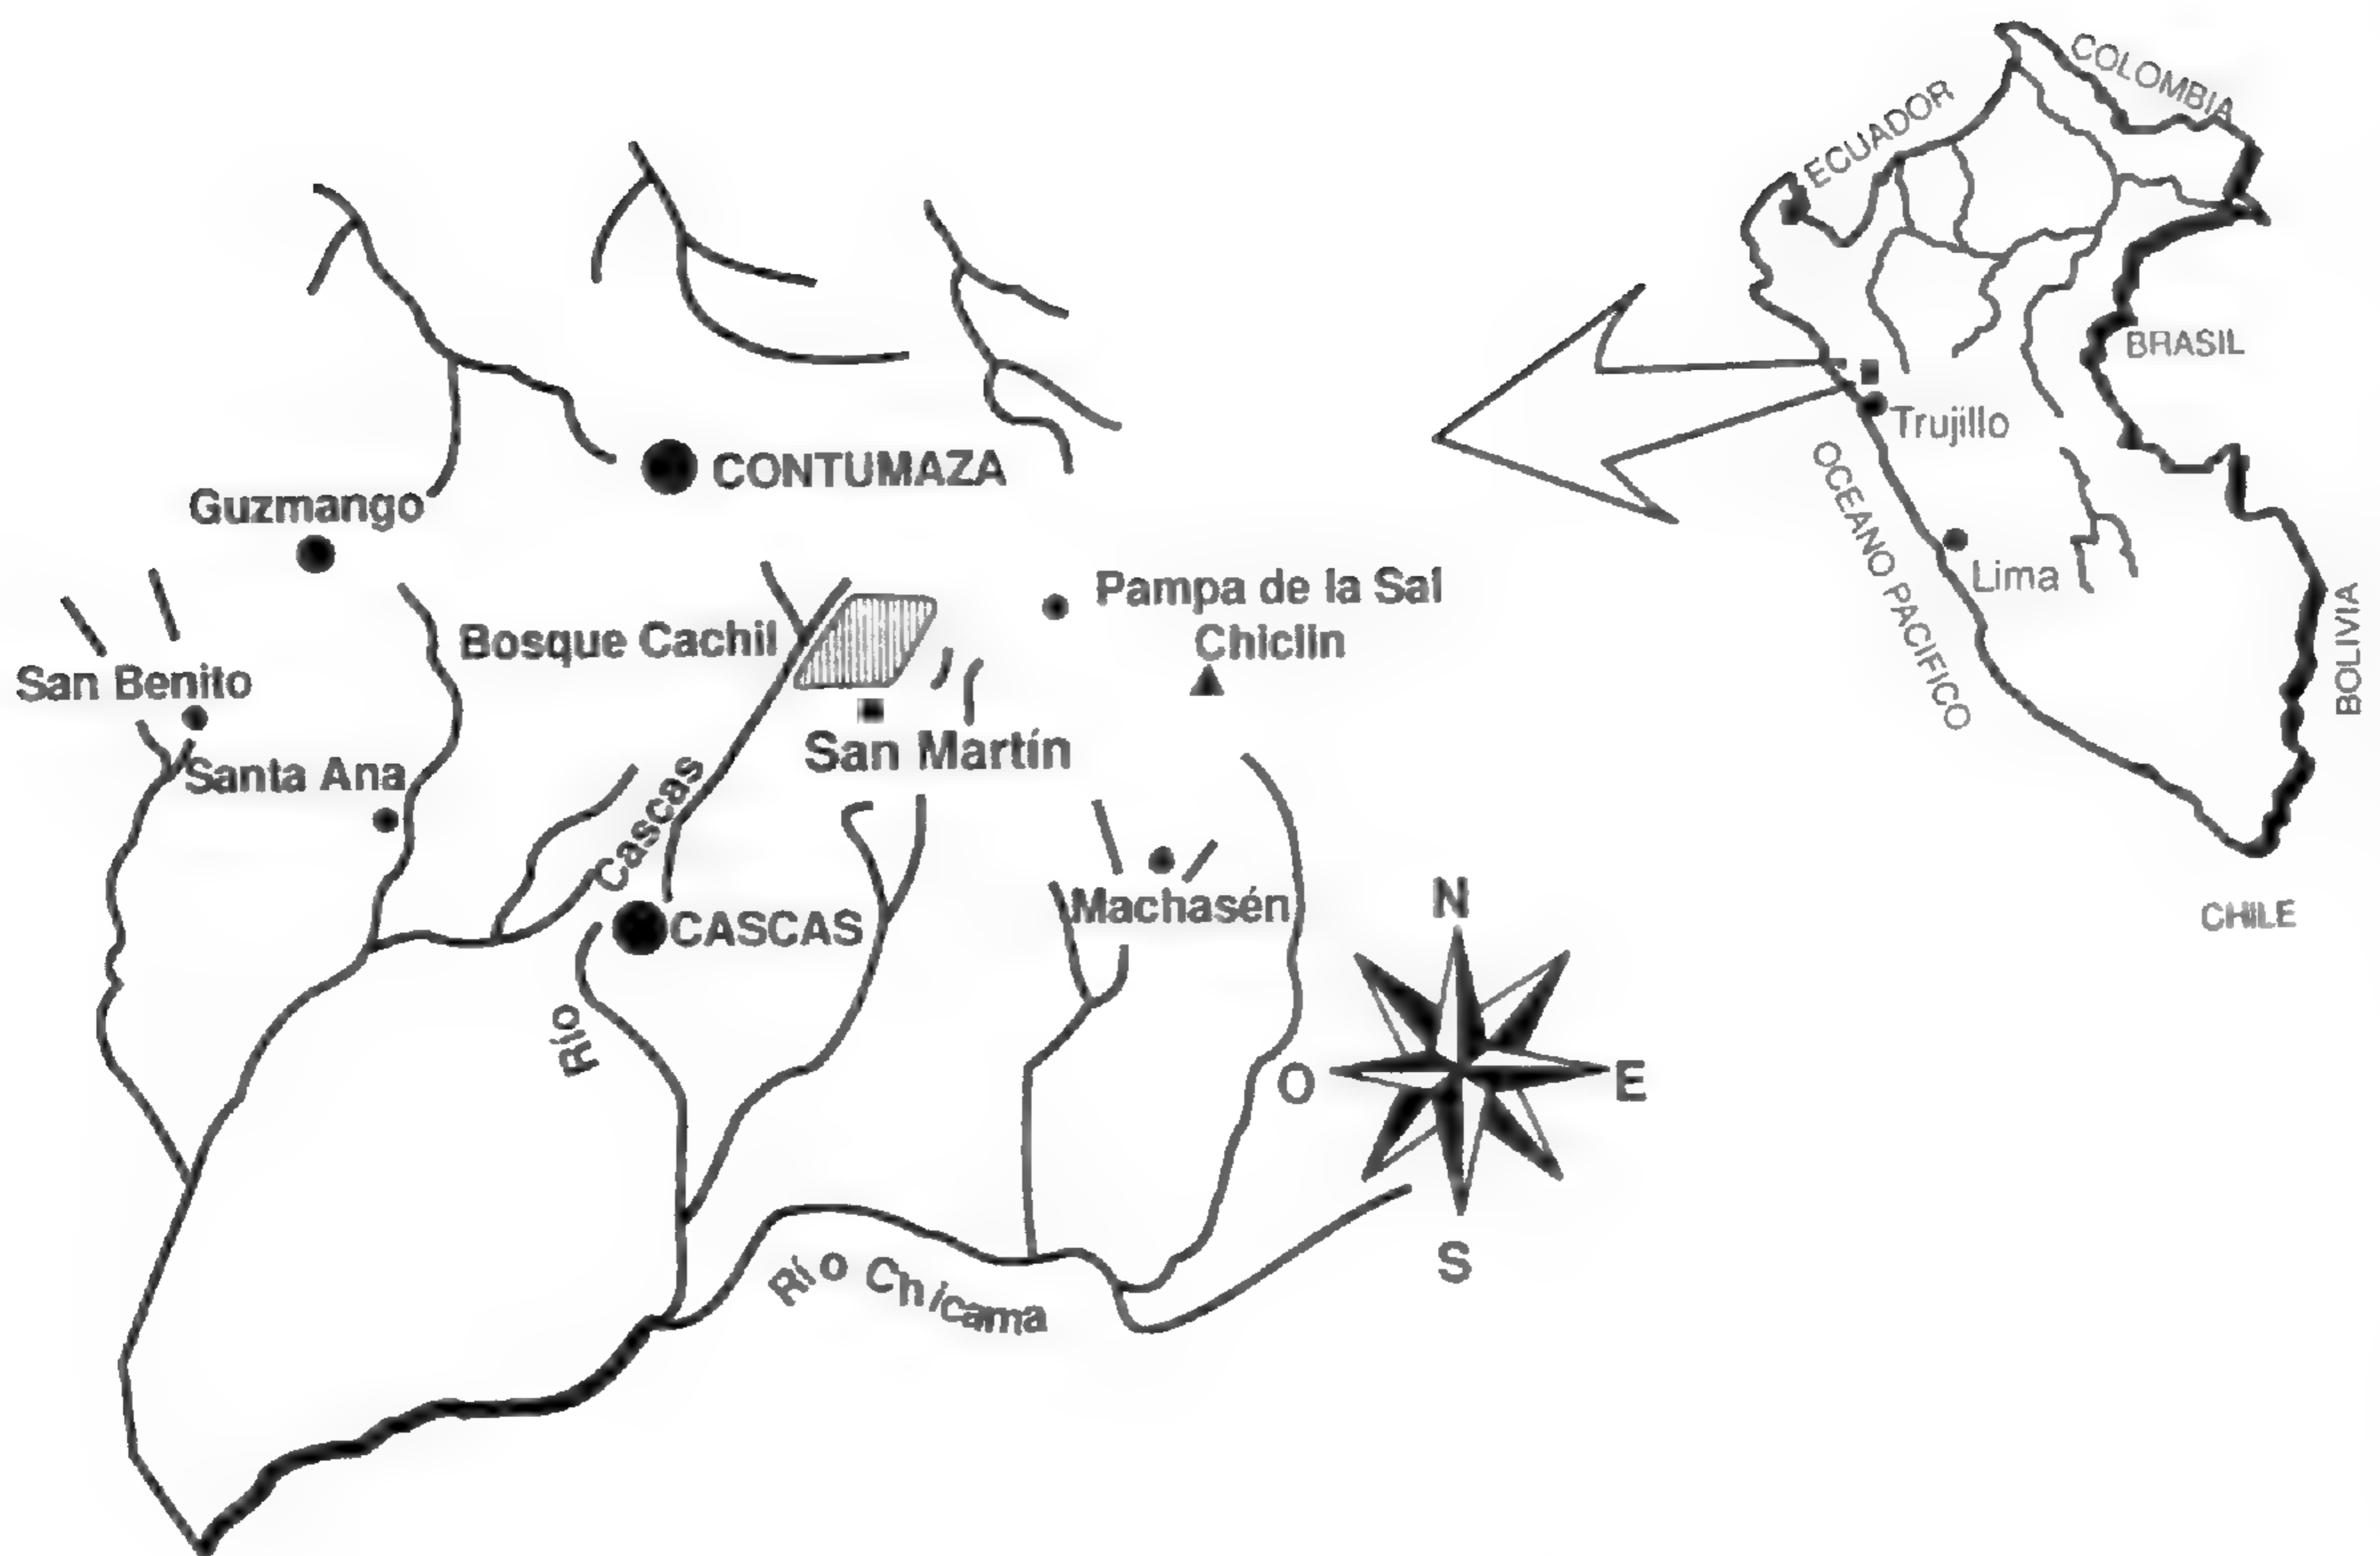 COLOMBIA
ECUADOR
BRASIL
Trujillo
OCEANO PACIFICO
Lima
BOLIVIA
CHILE
CONTUMAZA
Guzmango
Pampa de la Sal
Chiclin
Bosque Cachil
San Benito
San Martín
Santa Ana
Cascas
CASCAS
Machasén
Río
Río Chicama
N
O
E
S